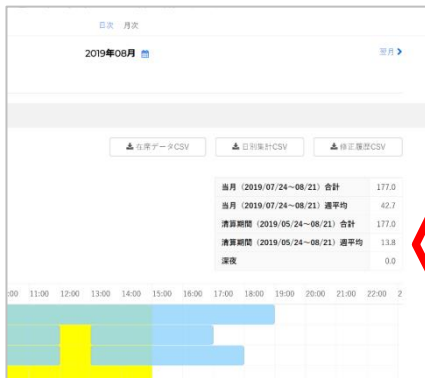 日次 月次
2019年08月
翌月
在席データCSV 日別集計CSV 修正履歴CSV
当月（2019/07/24～08/21）合計 177.0
当月（2019/07/24～08/21）週平均 42.7
清算期間（2019/05/24～08/21）合計 177.0
清算期間（2019/05/24～08/21）週平均 13.8
深夜 0.0
:00 11:00 12:00 13:00 14:00 15:00 16:00 17:00 18:00 19:00 20:00 21:00 22:00 2